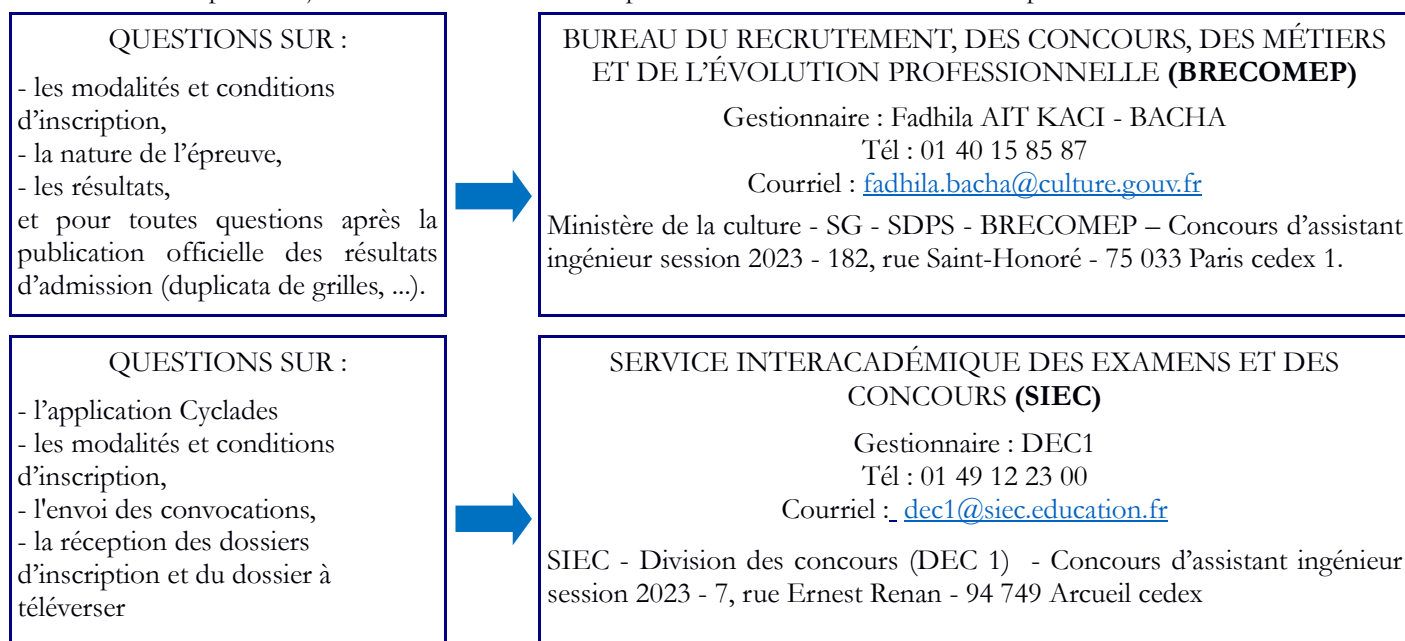 QUESTIONS SUR :
- les modalités et conditions
d’inscription,
- la nature de l’épreuve,
- les résultats,
et pour toutes questions après la
publication officielle des résultats
d’admission (duplicata de grilles, ...).
BUREAU DU RECRUTEMENT, DES CONCOURS, DES MÉTIERS
ET DE L’ÉVOLUTION PROFESSIONNELLE (BRECOMEP)
Gestionnaire : Fadhila AIT KACI - BACHA
Tél : 01 40 15 85 87
Courriel : fadhila.bacha@culture.gouv.fr
Ministère de la culture - SG - SDPS - BRECOMEP – Concours d’assistant
ingénieur session 2023 - 182, rue Saint-Honoré - 75 033 Paris cedex 1.
QUESTIONS SUR :
- l’application Cyclades
- les modalités et conditions
d’inscription,
- l'envoi des convocations,
- la réception des dossiers
d’inscription et du dossier à
téléverser
SERVICE INTERACADÉMIQUE DES EXAMENS ET DES
CONCOURS (SIEC)
Gestionnaire : DEC1
Tél : 01 49 12 23 00
Courriel : dec1@siec.education.fr
SIEC - Division des concours (DEC 1) - Concours d’assistant ingénieur
session 2023 - 7, rue Ernest Renan - 94 749 Arcueil cedex